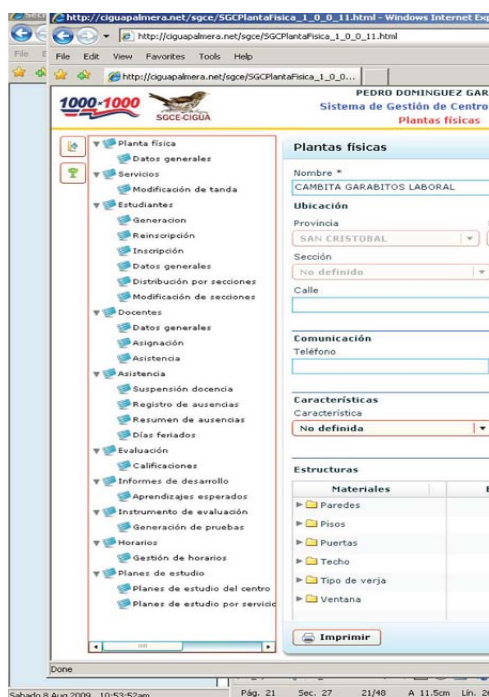 http://ciguapalmera.net/sgce/SGCPlantaFisica_1_0_0_11.html - Windows Internet Exp
http://ciguapalmera.net/sgce/SGCPlantaFisica_1_0_0_11.html
File
File Edit View Favorites Tools Help
http://ciguapalmera.net/sgce/SGCPlantaFisica_1_0_0...
1000×1000
SGCE-CIGUA
PEDRO DOMINGUEZ GAR
Sistema de Gestión de Centro
Plantas físicas
Planta física
Datos generales
Servicios
Modificación de tanda
Estudiantes
Generacion
Reinscripción
Inscripción
Datos generales
Distribución por secciones
Modificación de secciones
Docentes
Datos generales
Asignación
Asistencia
Asistencia
Suspensión docencia
Registro de ausencias
Resumen de ausencias
Días feriados
Evaluación
Calificaciones
Informes de desarrollo
Aprendizajes esperados
Instrumento de evaluación
Generación de pruebas
Horarios
Gestión de horarios
Planes de estudio
Planes de estudio del centro
Planes de estudio por servicio
Plantas físicas
Nombre *
CAMBITA GARABITOS LABORAL
Ubicación
Provincia
SAN CRISTOBAL
Sección
No definido
Calle
Comunicación
Teléfono
Características
Característica
No definida
Estructuras
Materiales
Paredes
Pisos
Puertas
Techo
Tipo de verja
Ventana
Imprimir
Done
Sabado 8 Aug 2009 10:53:52am
Pág. 21 Sec. 27 21/48 A 11.5cm Lín.